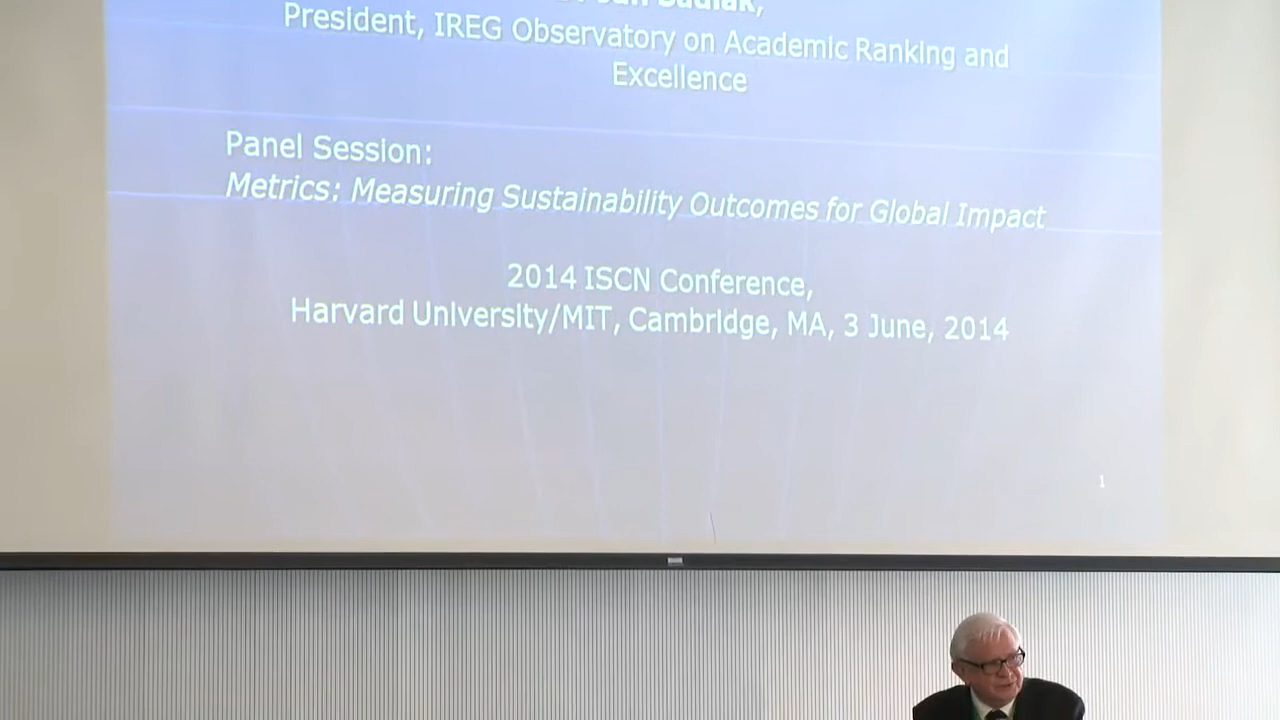 President, IREG Observatory on Academic Ranking and
Excellence
Panel Session:
Metrics: Measuring Sustainability Outcomes for Global Impact
2014 ISCN Conference,
Harvard University/MIT, Cambridge, MA, 3 June, 2014
1